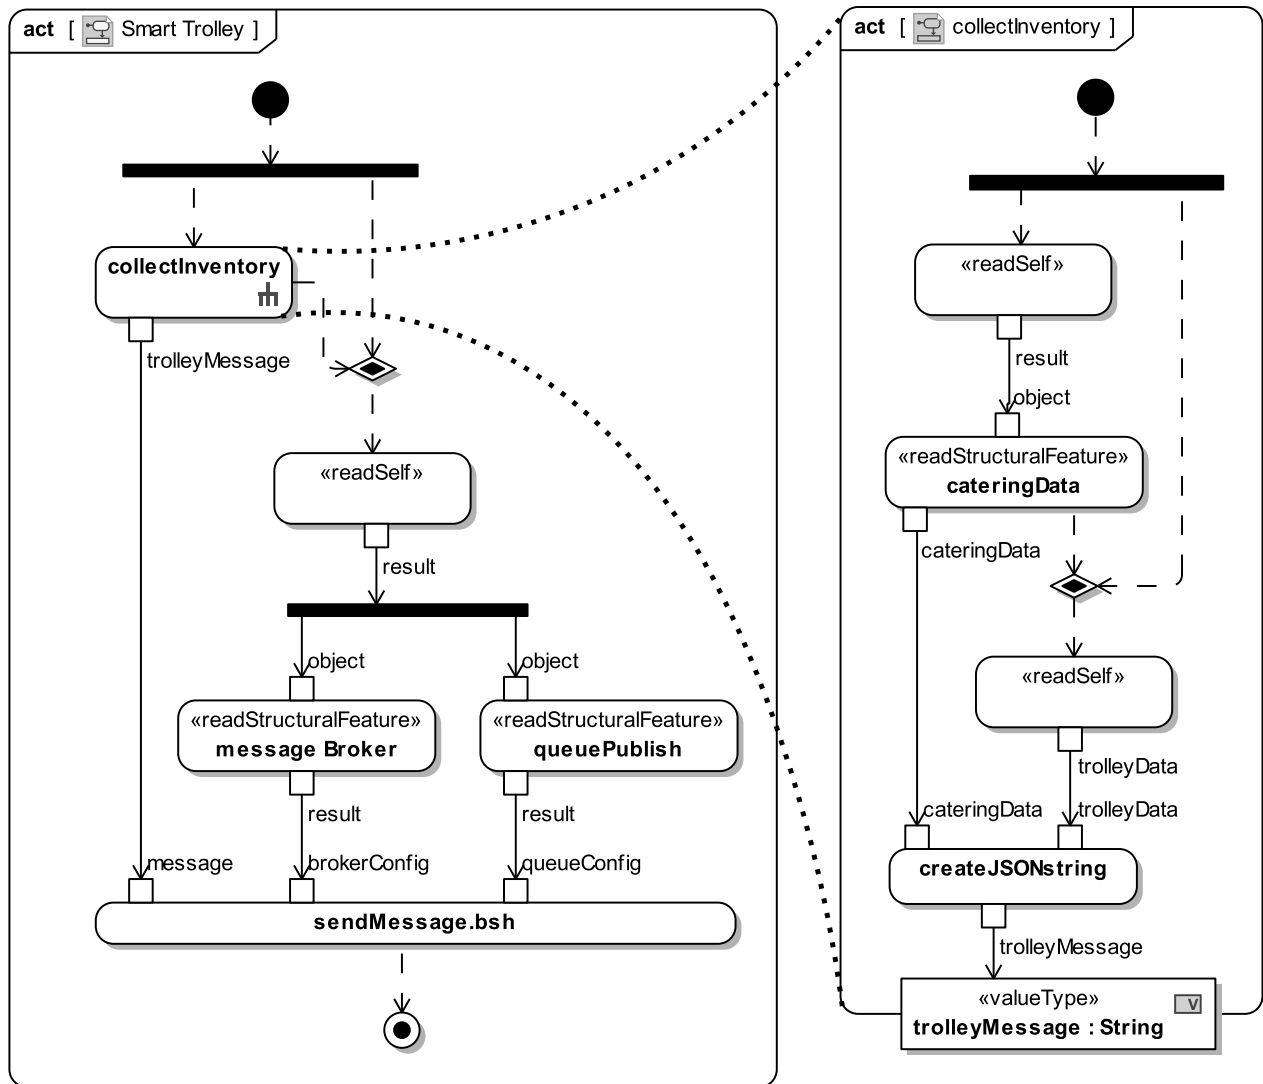 act [ Smart Trolley ]
collectInventory
trolleyMessage
«readSelf»
result
object
object
«readStructuralFeature»
message Broker
«readStructuralFeature»
queuePublish
result
result
message
brokerConfig
queueConfig
sendMessage.bsh
act [ collectInventory ]
«readSelf»
result
object
«readStructuralFeature»
cateringData
cateringData
«readSelf»
trolleyData
cateringData
trolleyData
createJSONstring
trolleyMessage
«valueType»
V
trolleyMessage : String